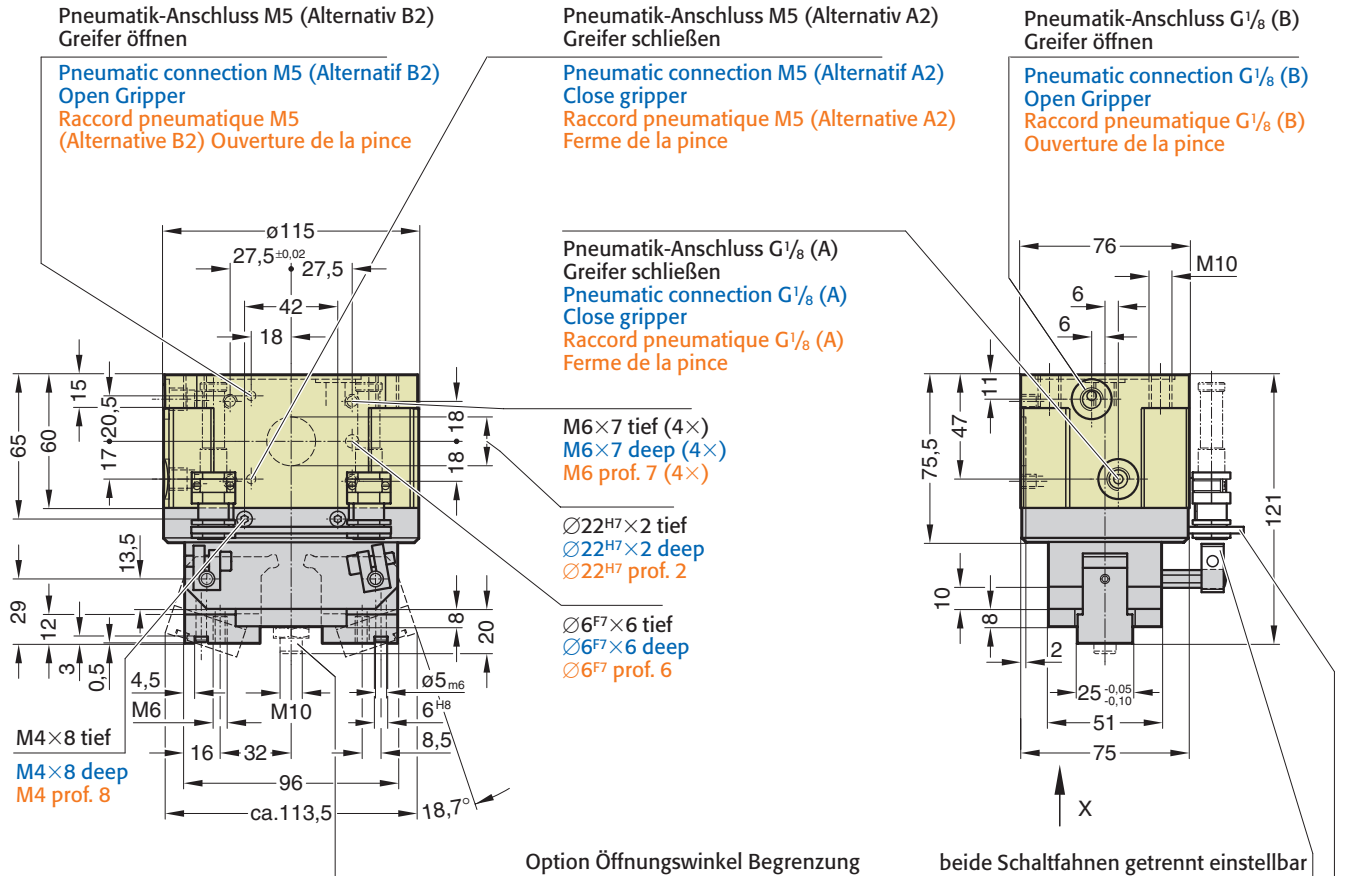 Pneumatik-Anschluss M5 (Alternativ B2)
Greifer öffnen
Pneumatic connection M5 (Alternatif B2)
Open Gripper
Raccord pneumatique M5
(Alternative B2) Ouverture de la pince
Pneumatik-Anschluss M5 (Alternativ A2)
Greifer schließen
Pneumatic connection M5 (Alternatif A2)
Close gripper
Raccord pneumatique M5 (Alternative A2)
Ferme de la pince
Pneumatik-Anschluss G1/8 (B)
Greifer öffnen
Pneumatic connection G1/8 (B)
Open Gripper
Raccord pneumatique G1/8 (B)
Ouverture de la pince
Pneumatik-Anschluss G1/8 (A)
Greifer schließen
Pneumatic connection G1/8 (A)
Close gripper
Raccord pneumatique G1/8 (A)
Ferme de la pince
M6×7 tief (4×)
M6×7 deep (4×)
M6 prof. 7 (4×)
∅22H7×2 tief
∅22H7×2 deep
∅22H7 prof. 2
∅6F7×6 tief
∅6F7×6 deep
∅6F7 prof. 6
ø115
27,5±0,02
27,5
42
18
15
20,5
17
65
60
18
18
13,5
29
12
3
0,5
8
20
4,5
M6
M10
ø5m6
6H8
8,5
16
32
96
ca.113,5
18,7°
M4×8 tief
M4×8 deep
M4 prof. 8
76
M10
6
6
11
47
75,5
121
10
8
2
25 -0,05 -0,10
51
75
X
Option Öffnungswinkel Begrenzung
beide Schaltfahnen getrennt einstellbar